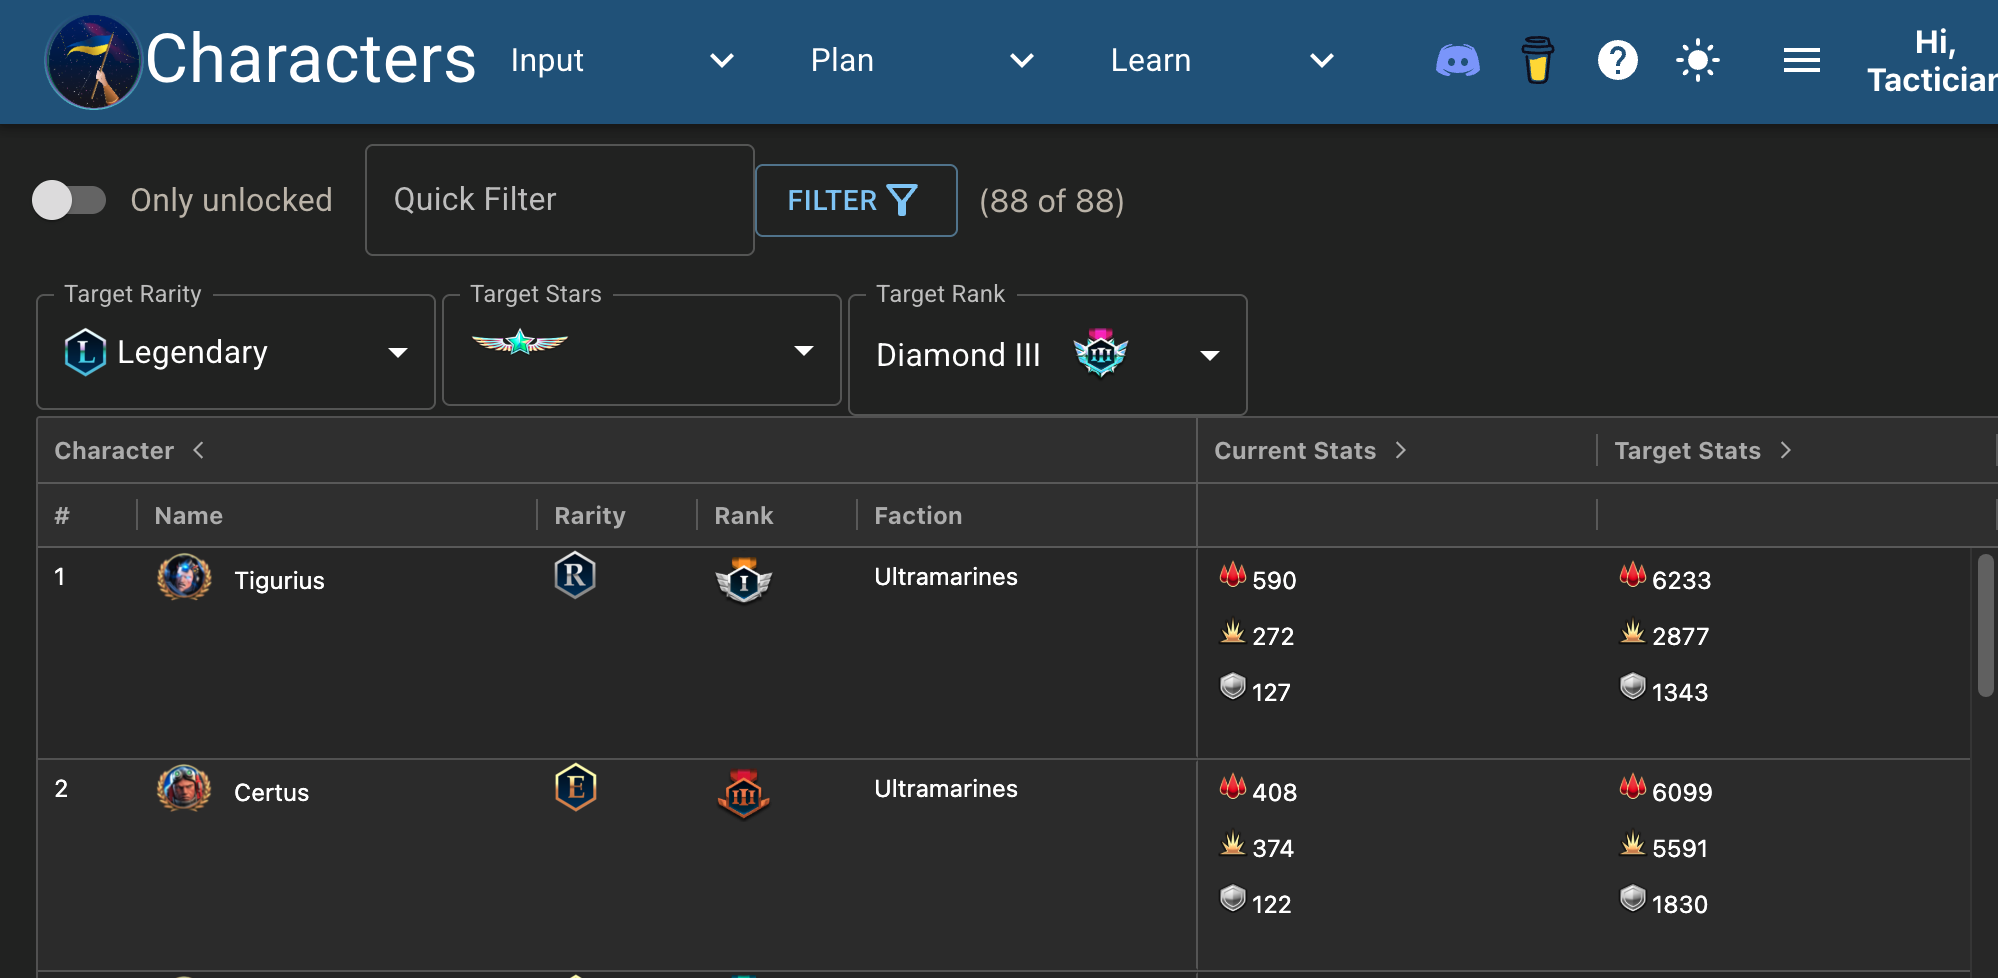 Characters
Input
Plan
Learn
Hi,
Tactician
Only unlocked
Quick Filter
FILTER
(88 of 88)
Target Rarity
Target Stars
Target Rank
L Legendary
Diamond III III
Character
Current Stats
Target Stats
# Name Rarity Rank Faction
1 Tigurius R I Ultramarines 590 6233
272 2877
127 1343
2 Certus E III Ultramarines 408 6099
374 5591
122 1830